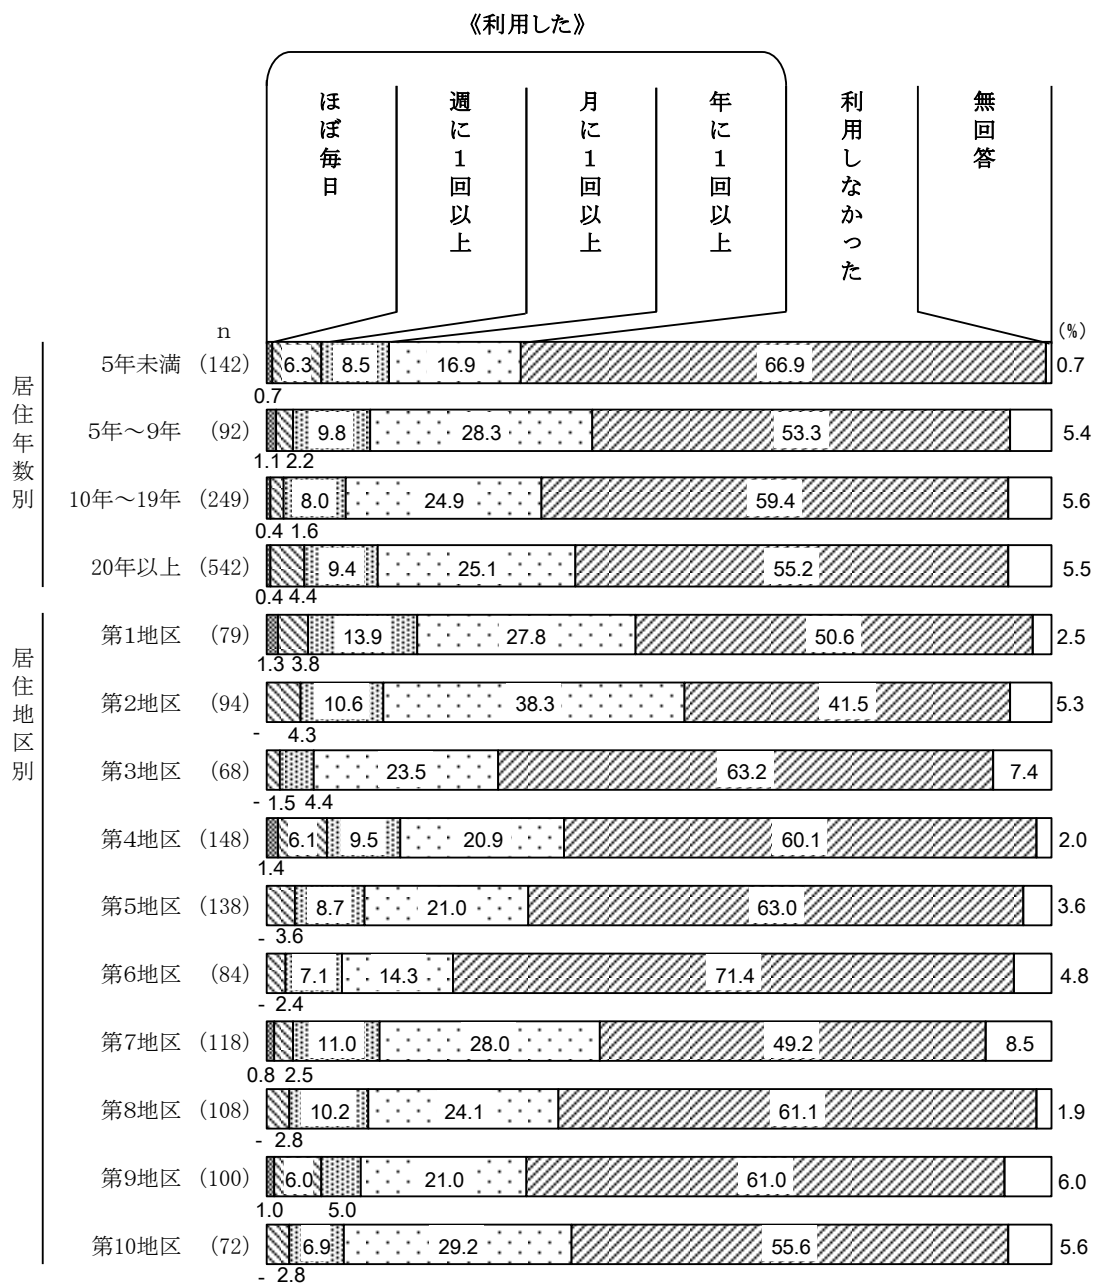 《利用した》
ほぼ毎日
週に1回以上
月に1回以上
年に1回以上
利用しなかった
無回答
n
(%)
居住年数別
5年未満 (142) 6.3 8.5 16.9 66.9 0.7
0.7
5年～9年 (92) 9.8 28.3 53.3 5.4
1.1 2.2
10年～19年 (249) 8.0 24.9 59.4 5.6
0.4 1.6
20年以上 (542) 9.4 25.1 55.2 5.5
0.4 4.4
居住地区別
第1地区 (79) 13.9 27.8 50.6 2.5
1.3 3.8
第2地区 (94) 10.6 38.3 41.5 5.3
- 4.3
第3地区 (68) 23.5 63.2 7.4
- 1.5 4.4
第4地区 (148) 6.1 9.5 20.9 60.1 2.0
1.4
第5地区 (138) 8.7 21.0 63.0 3.6
- 3.6
第6地区 (84) 7.1 14.3 71.4 4.8
- 2.4
第7地区 (118) 11.0 28.0 49.2 8.5
0.8 2.5
第8地区 (108) 10.2 24.1 61.1 1.9
- 2.8
第9地区 (100) 6.0 21.0 61.0 6.0
1.0 5.0
第10地区 (72) 6.9 29.2 55.6 5.6
- 2.8